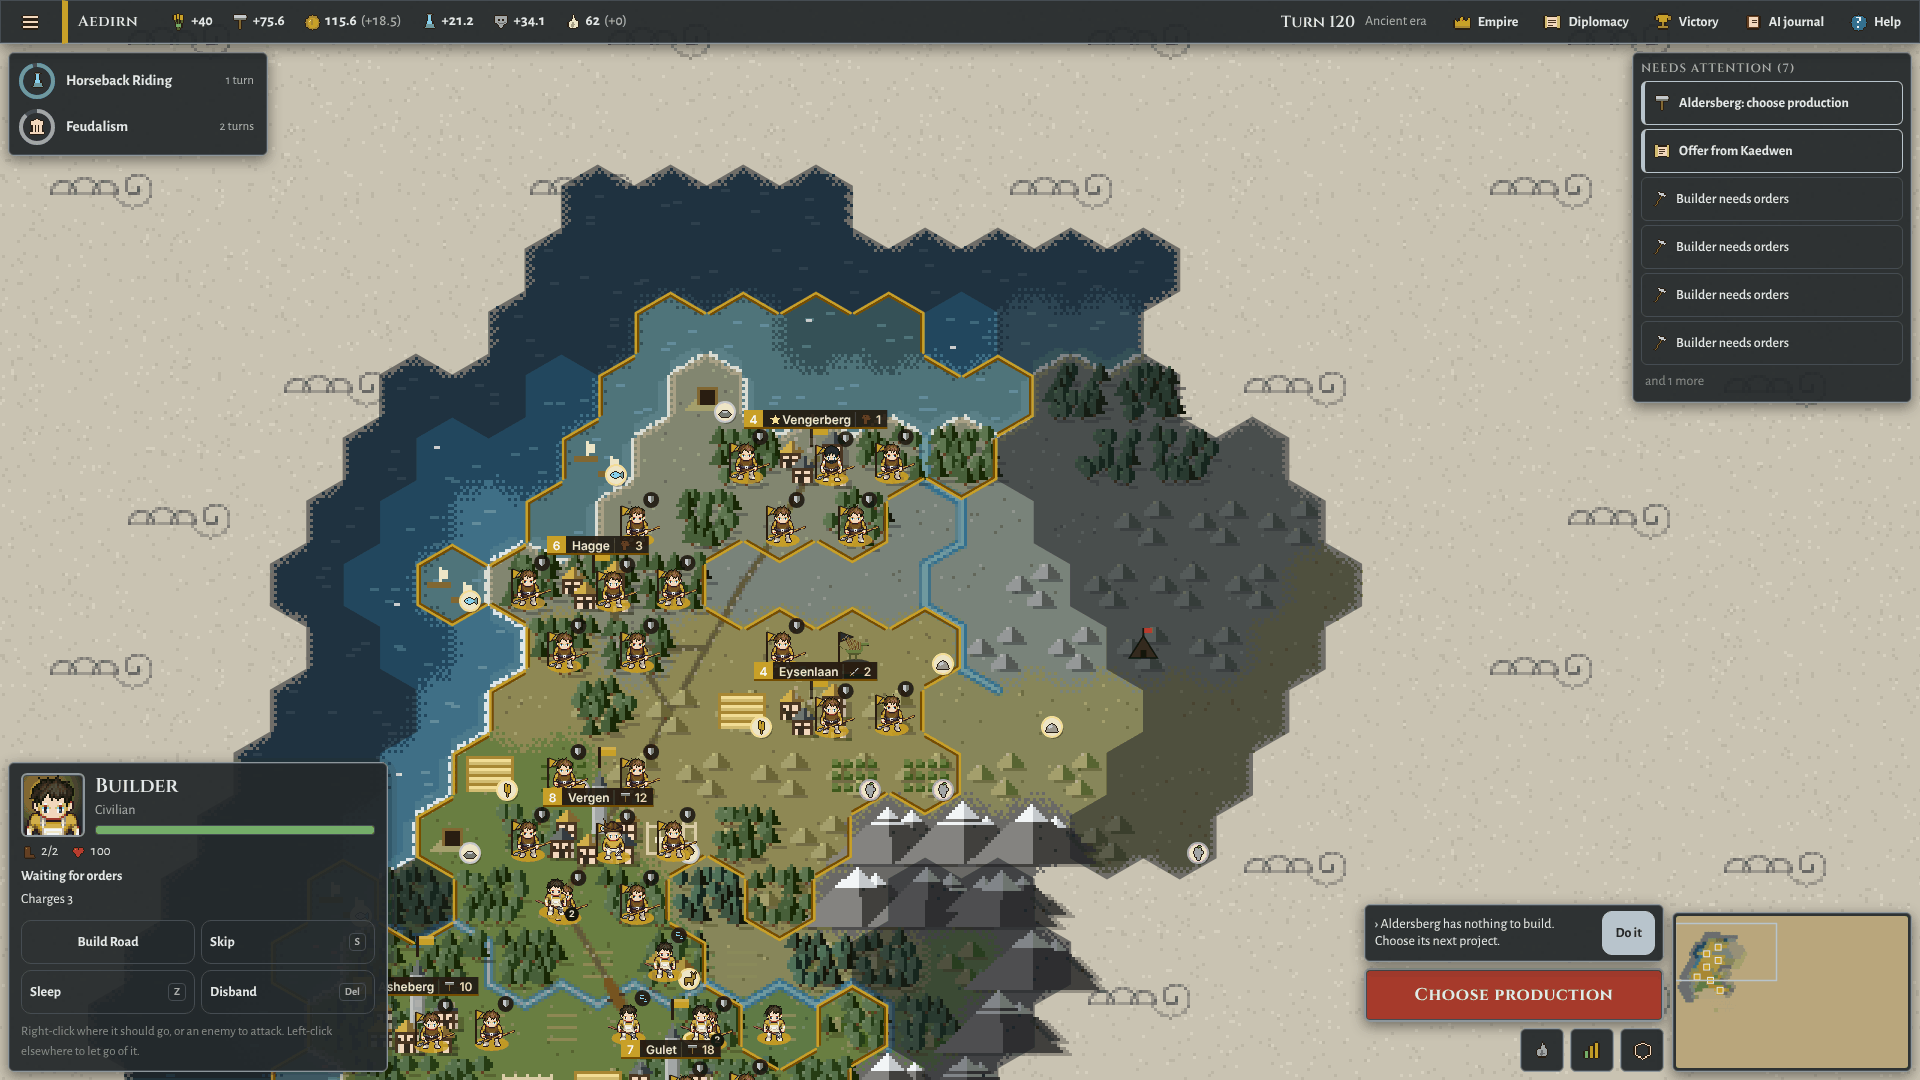 Aedirn
+40
+75.6
115.6 (+18.5)
+21.2
+34.1
62 (+0)
Turn 120 Ancient era
Empire
Diplomacy
Victory
AI journal
Help
Horseback Riding 1 turn
Feudalism 2 turns
Needs attention (7)
Aldersberg: choose production
Offer from Kaedwen
Builder needs orders
Builder needs orders
Builder needs orders
Builder needs orders
and 1 more
4 Vengerberg 1
6 Hagge 3
4 Eysenlaan 2
8 Vergen 12
2
sheberg 10
7 Gulet 18
Builder
Civilian
2/2 100
Waiting for orders
Charges 3
Build Road
Skip S
Sleep Z
Disband Del
Right-click where it should go, or an enemy to attack. Left-click
elsewhere to let go of it.
› Aldersberg has nothing to build.
Choose its next project.
Do it
Choose production